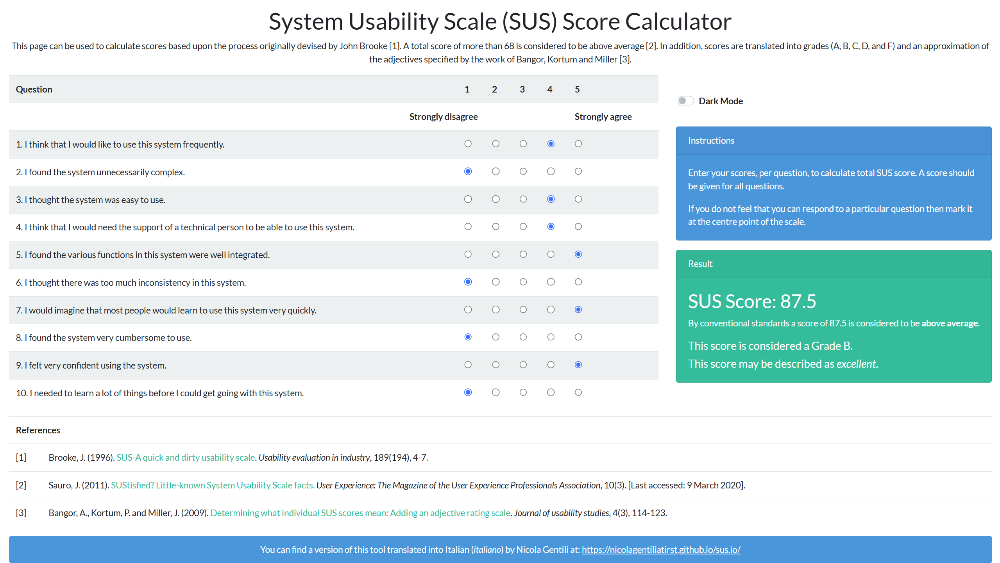 System Usability Scale (SUS) Score Calculator
This page can be used to calculate scores based upon the process originally devised by John Brooke [1]. A total score of more than 68 is considered to be above average [2]. In addition, scores are translated into grades (A, B, C, D, and F) and an approximation of
the adjectives specified by the work of Bangor, Kortum and Miller [3].
Question 1 2 3 4 5
Strongly disagree Strongly agree
1. I think that I would like to use this system frequently.
2. I found the system unnecessarily complex.
3. I thought the system was easy to use.
4. I think that I would need the support of a technical person to be able to use this system.
5. I found the various functions in this system were well integrated.
6. I thought there was too much inconsistency in this system.
7. I would imagine that most people would learn to use this system very quickly.
8. I found the system very cumbersome to use.
9. I felt very confident using the system.
10. I needed to learn a lot of things before I could get going with this system.
Dark Mode
Instructions
Enter your scores, per question, to calculate total SUS score. A score should
be given for all questions.
If you do not feel that you can respond to a particular question then mark it
at the centre point of the scale.
Result
SUS Score: 87.5
By conventional standards a score of 87.5 is considered to be above average.
This score is considered a Grade B.
This score may be described as excellent.
References
[1] Brooke, J. (1996). SUS-A quick and dirty usability scale. Usability evaluation in industry, 189(194), 4-7.
[2] Sauro, J. (2011). SUStisfied? Little-known System Usability Scale facts. User Experience: The Magazine of the User Experience Professionals Association, 10(3). [Last accessed: 9 March 2020].
[3] Bangor, A., Kortum, P. and Miller, J. (2009). Determining what individual SUS scores mean: Adding an adjective rating scale. Journal of usability studies, 4(3), 114-123.
You can find a version of this tool translated into Italian (italiano) by Nicola Gentili at: https://nicolagentiliatirst.github.io/sus.io/